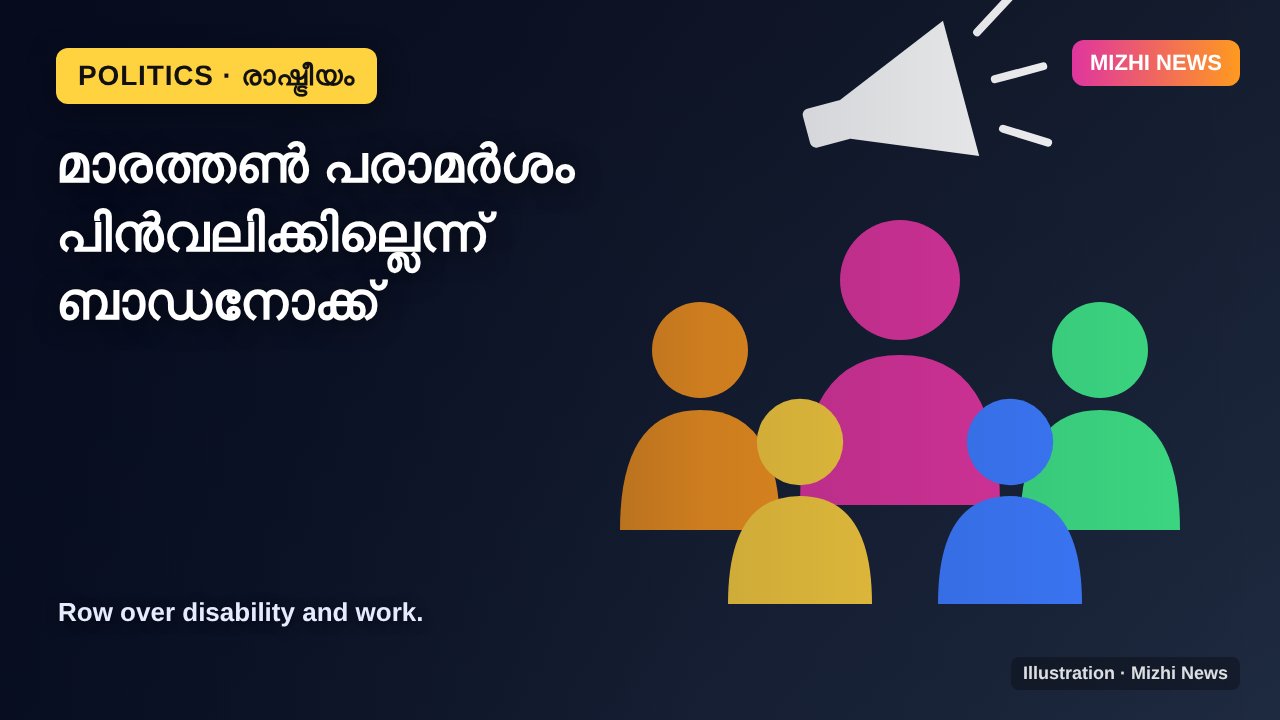 POLITICS · രാഷ്ട്രീയം
MIZHI NEWS
മാരത്തൺ പരാമർശം
പിൻവലിക്കില്ലെന്ന്
ബാഡനോക്ക്
Row over disability and work.
Illustration · Mizhi News